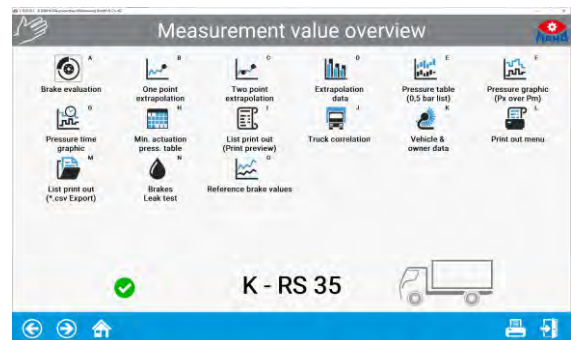 Measurement value overview
A B C D E F
Brake evaluation
One point
extrapolation
Two point
extrapolation
Extrapolation
data
Pressure table
(0,5 bar list)
Pressure graphic
(Px over Pm)
G H I J K L
Pressure time
graphic
Min. actuation
press. table
List print out
(Print preview)
Truck correlation
Vehicle &
owner data
Print out menu
M N O
List print out
(*.csv Export)
Brakes
Leak test
Reference brake values
K - RS 35